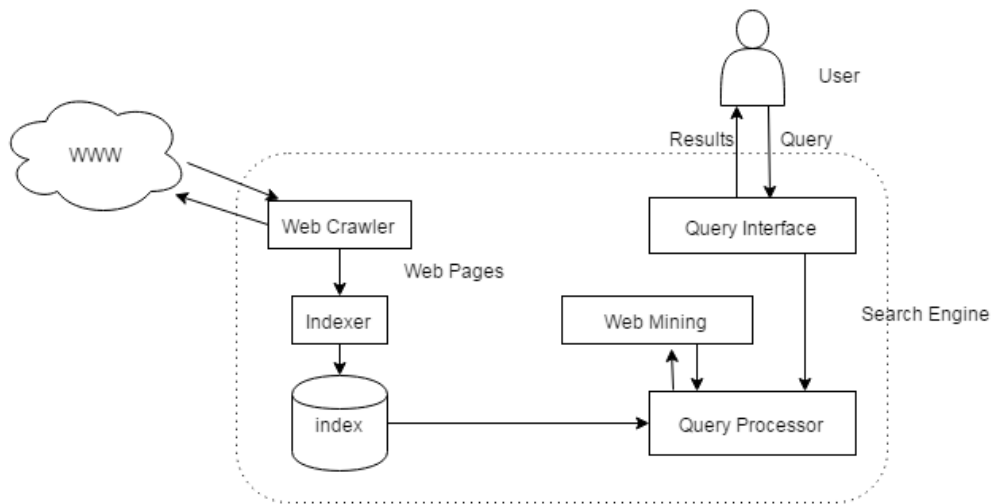 User
Results
Query
WWW
Web Crawler
Query Interface
Web Pages
Indexer
Web Mining
Search Engine
index
Query Processor